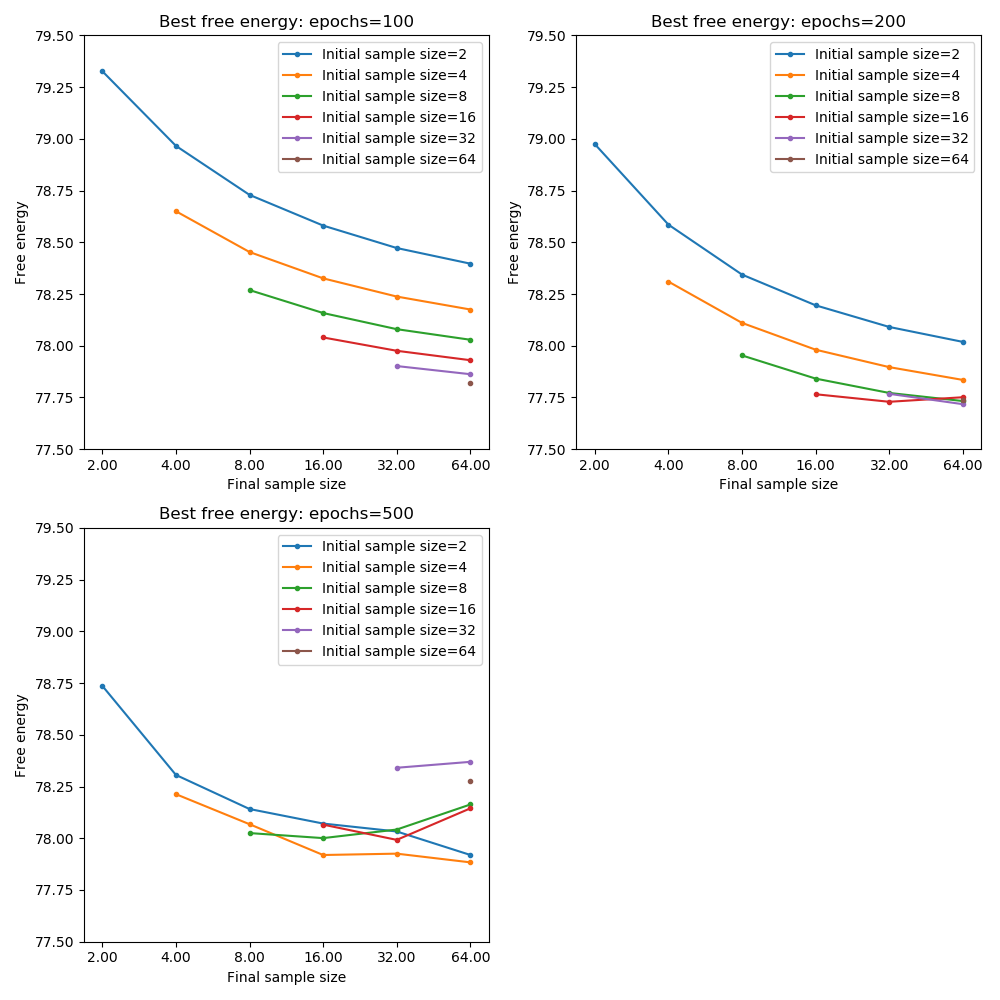 Best free energy: epochs=100
79.50
79.25
79.00
78.75
78.50
78.25
78.00
77.75
77.50
Free energy
2.00 4.00 8.00 16.00 32.00 64.00
Final sample size
Initial sample size=2
Initial sample size=4
Initial sample size=8
Initial sample size=16
Initial sample size=32
Initial sample size=64
Best free energy: epochs=200
79.50
79.25
79.00
78.75
78.50
78.25
78.00
77.75
77.50
Free energy
2.00 4.00 8.00 16.00 32.00 64.00
Final sample size
Initial sample size=2
Initial sample size=4
Initial sample size=8
Initial sample size=16
Initial sample size=32
Initial sample size=64
Best free energy: epochs=500
79.50
79.25
79.00
78.75
78.50
78.25
78.00
77.75
77.50
Free energy
2.00 4.00 8.00 16.00 32.00 64.00
Final sample size
Initial sample size=2
Initial sample size=4
Initial sample size=8
Initial sample size=16
Initial sample size=32
Initial sample size=64